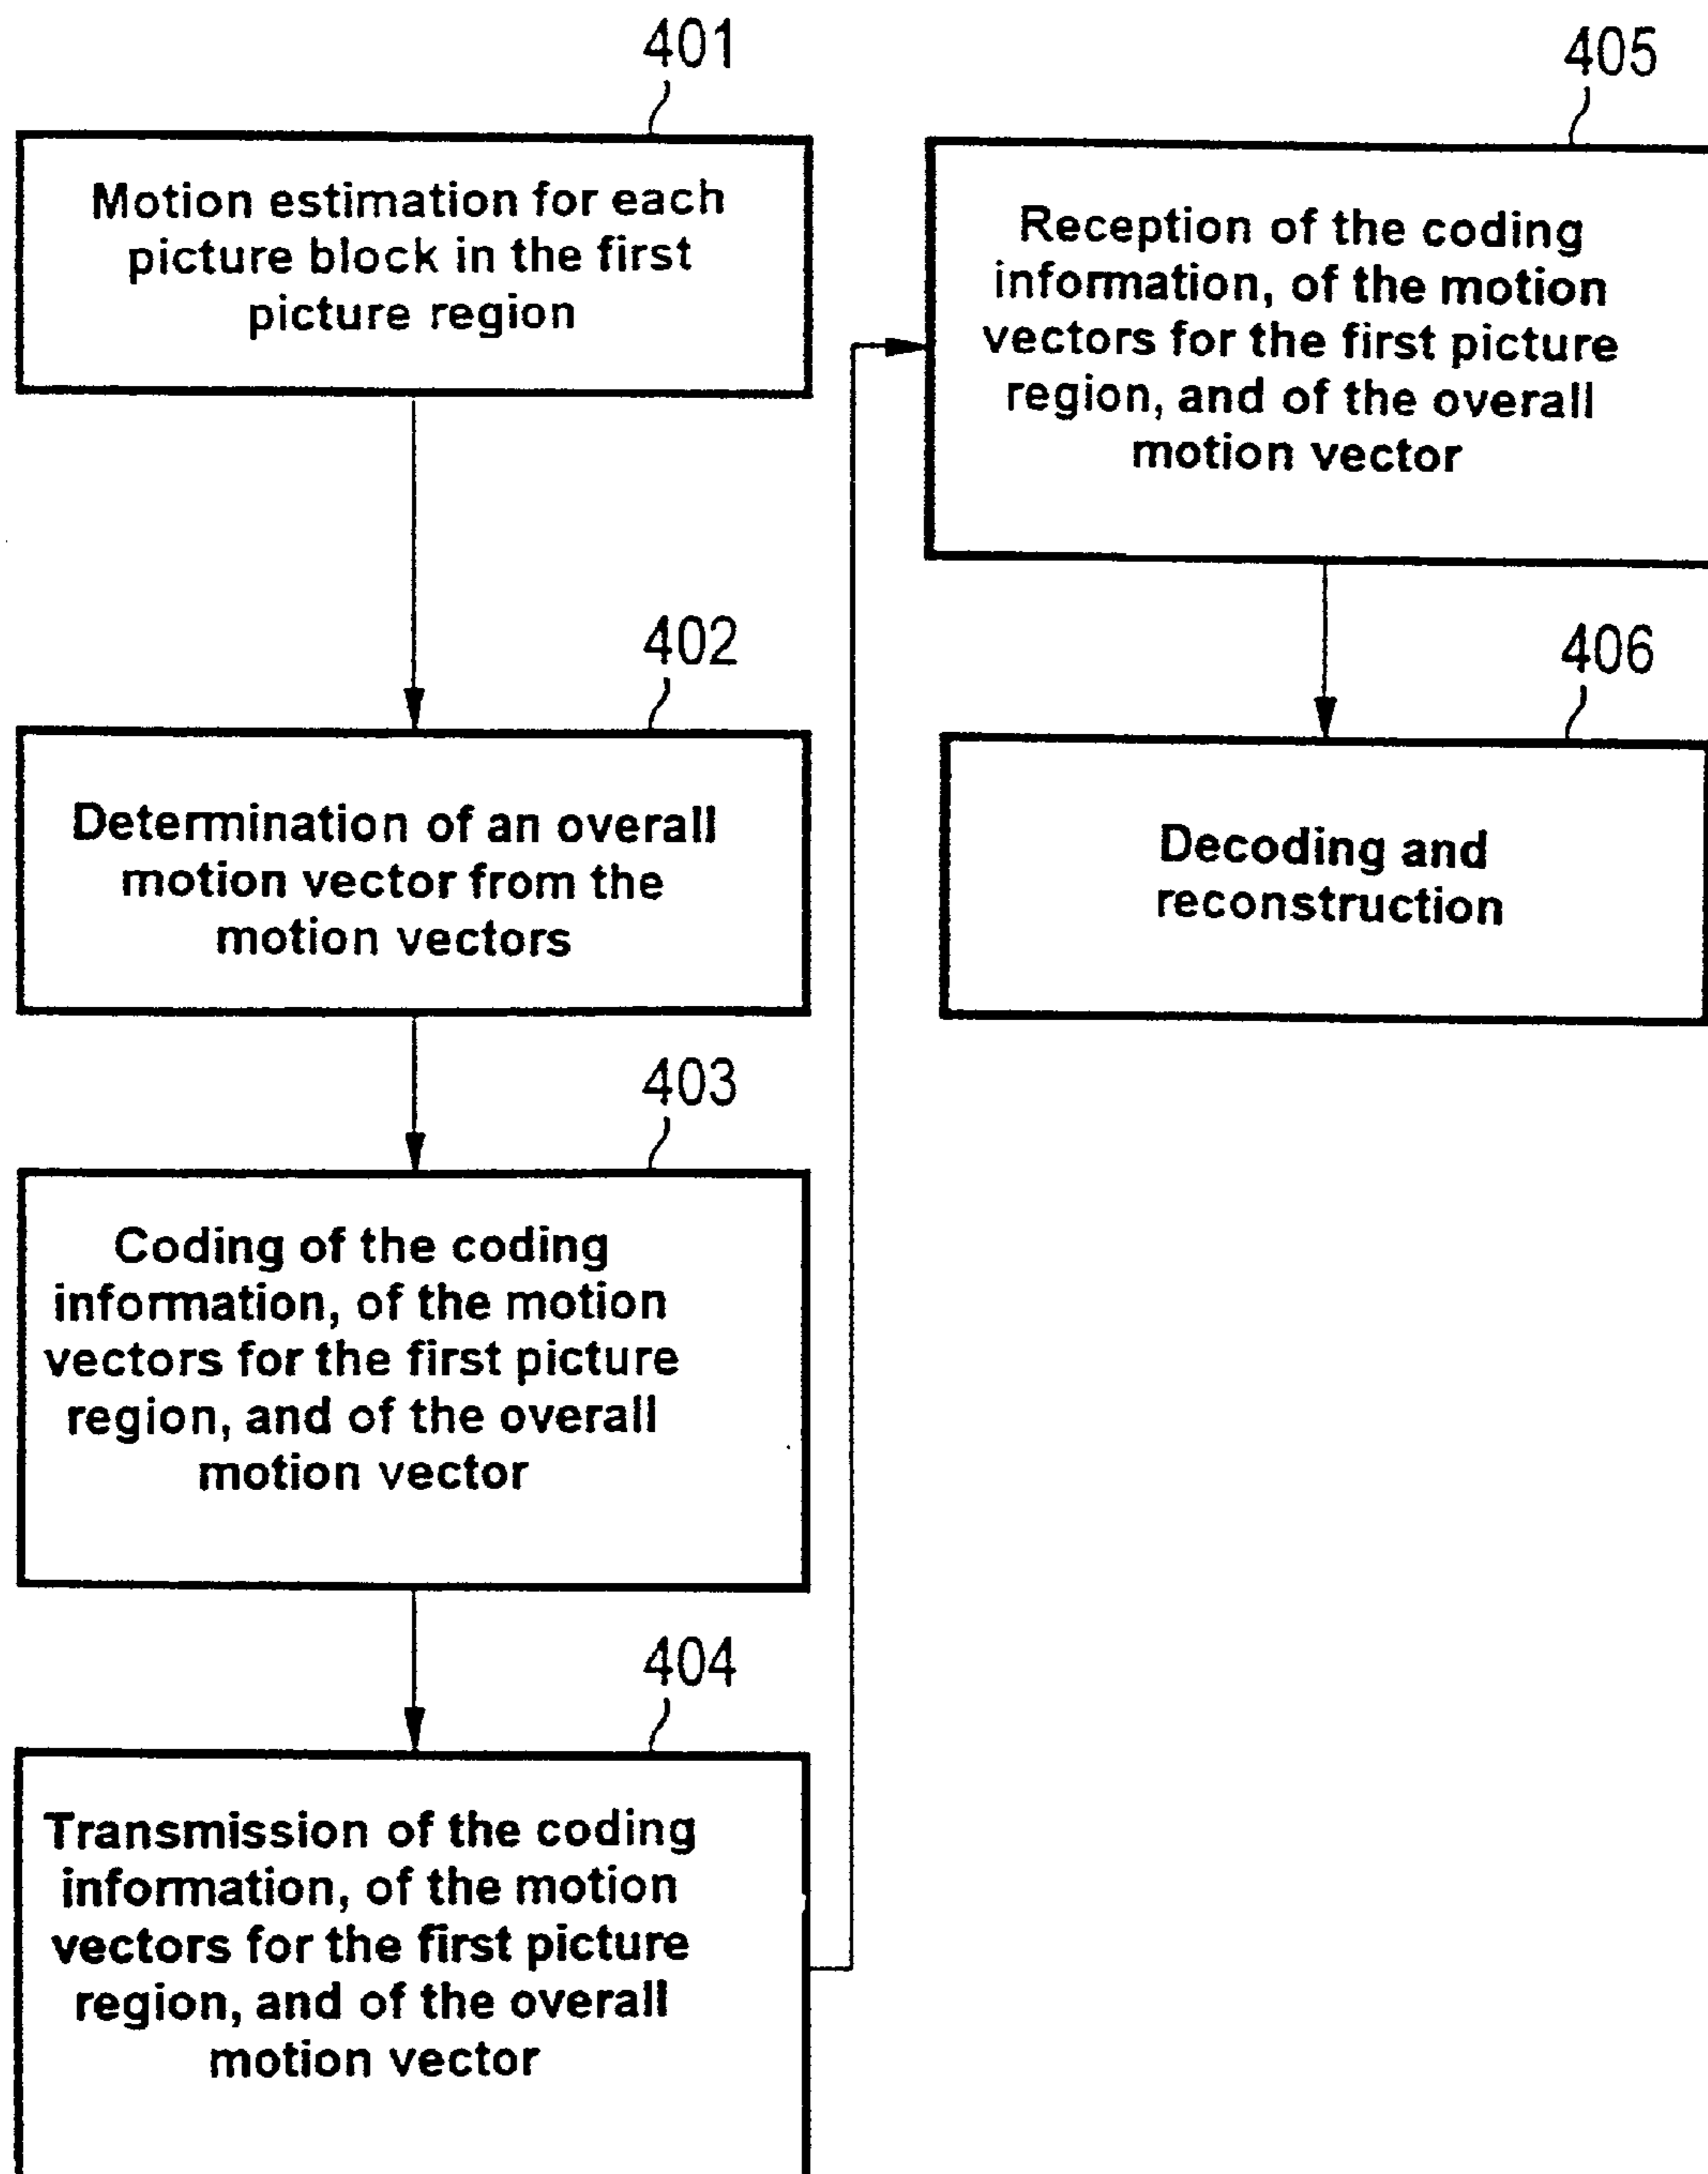 401
Motion estimation for each
picture block in the first
picture region
402
Determination of an overall
motion vector from the
motion vectors
403
Coding of the coding
information, of the motion
vectors for the first picture
region, and of the overall
motion vector
404
Transmission of the coding
information, of the motion
vectors for the first picture
region, and of the overall
motion vector
405
Reception of the coding
information, of the motion
vectors for the first picture
region, and of the overall
motion vector
406
Decoding and
reconstruction